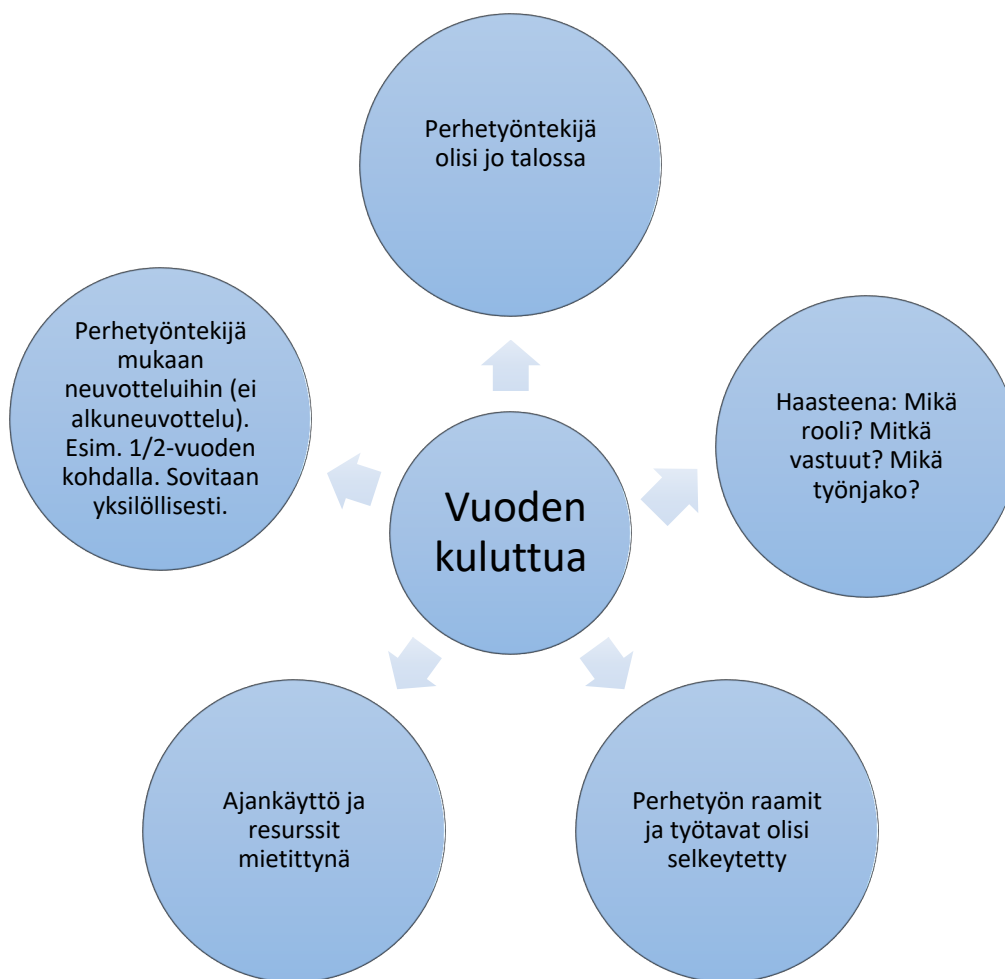 Perhetyöntekijä
olisi jo talossa
Haasteena: Mikä
rooli? Mitkä
vastuut? Mikä
työnjako?
Perhetyön raamit
ja työtavat olisi
selkeytetty
Ajankäyttö ja
resurssit
mietittynä
Perhetyöntekijä
mukaan
neuvotteluihin (ei
alkuneuvottelu).
Esim. 1/2-vuoden
kohdalla. Sovitaan
yksilöllisesti.
Vuoden
kuluttua